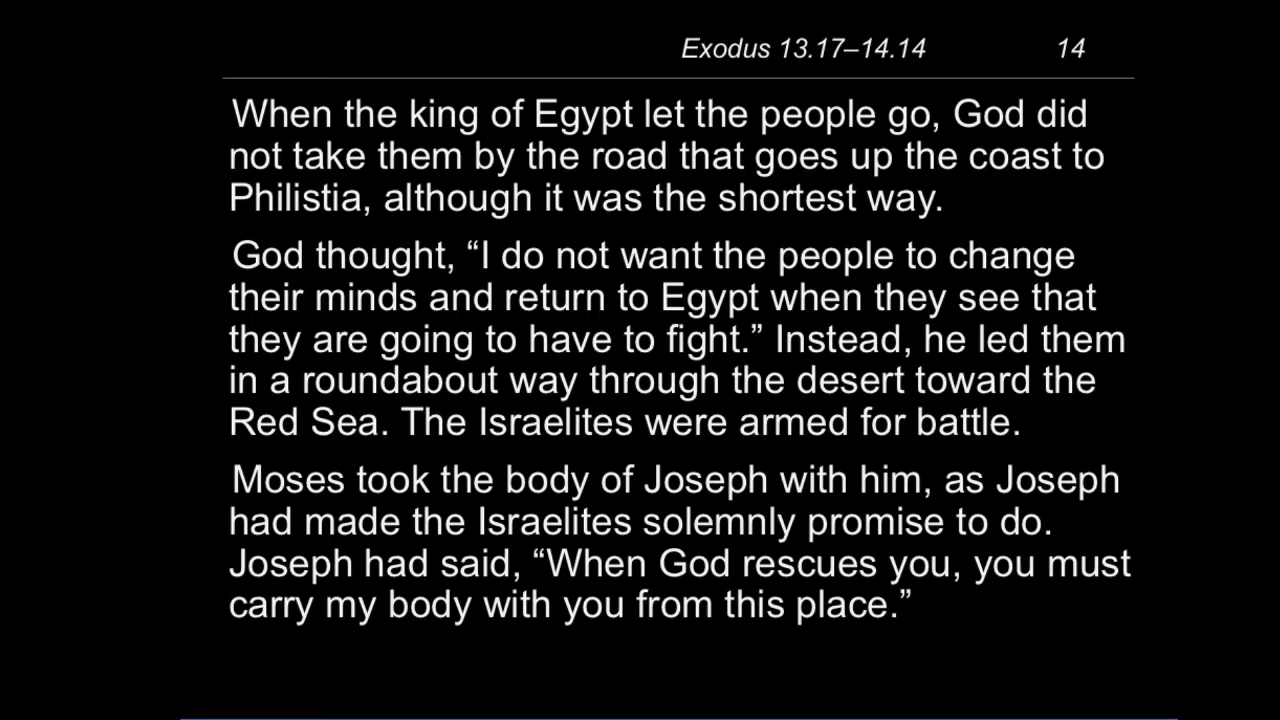 Exodus 13.17–14.14 14
When the king of Egypt let the people go, God did
not take them by the road that goes up the coast to
Philistia, although it was the shortest way.
God thought, “I do not want the people to change
their minds and return to Egypt when they see that
they are going to have to fight.” Instead, he led them
in a roundabout way through the desert toward the
Red Sea. The Israelites were armed for battle.
Moses took the body of Joseph with him, as Joseph
had made the Israelites solemnly promise to do.
Joseph had said, “When God rescues you, you must
carry my body with you from this place.”